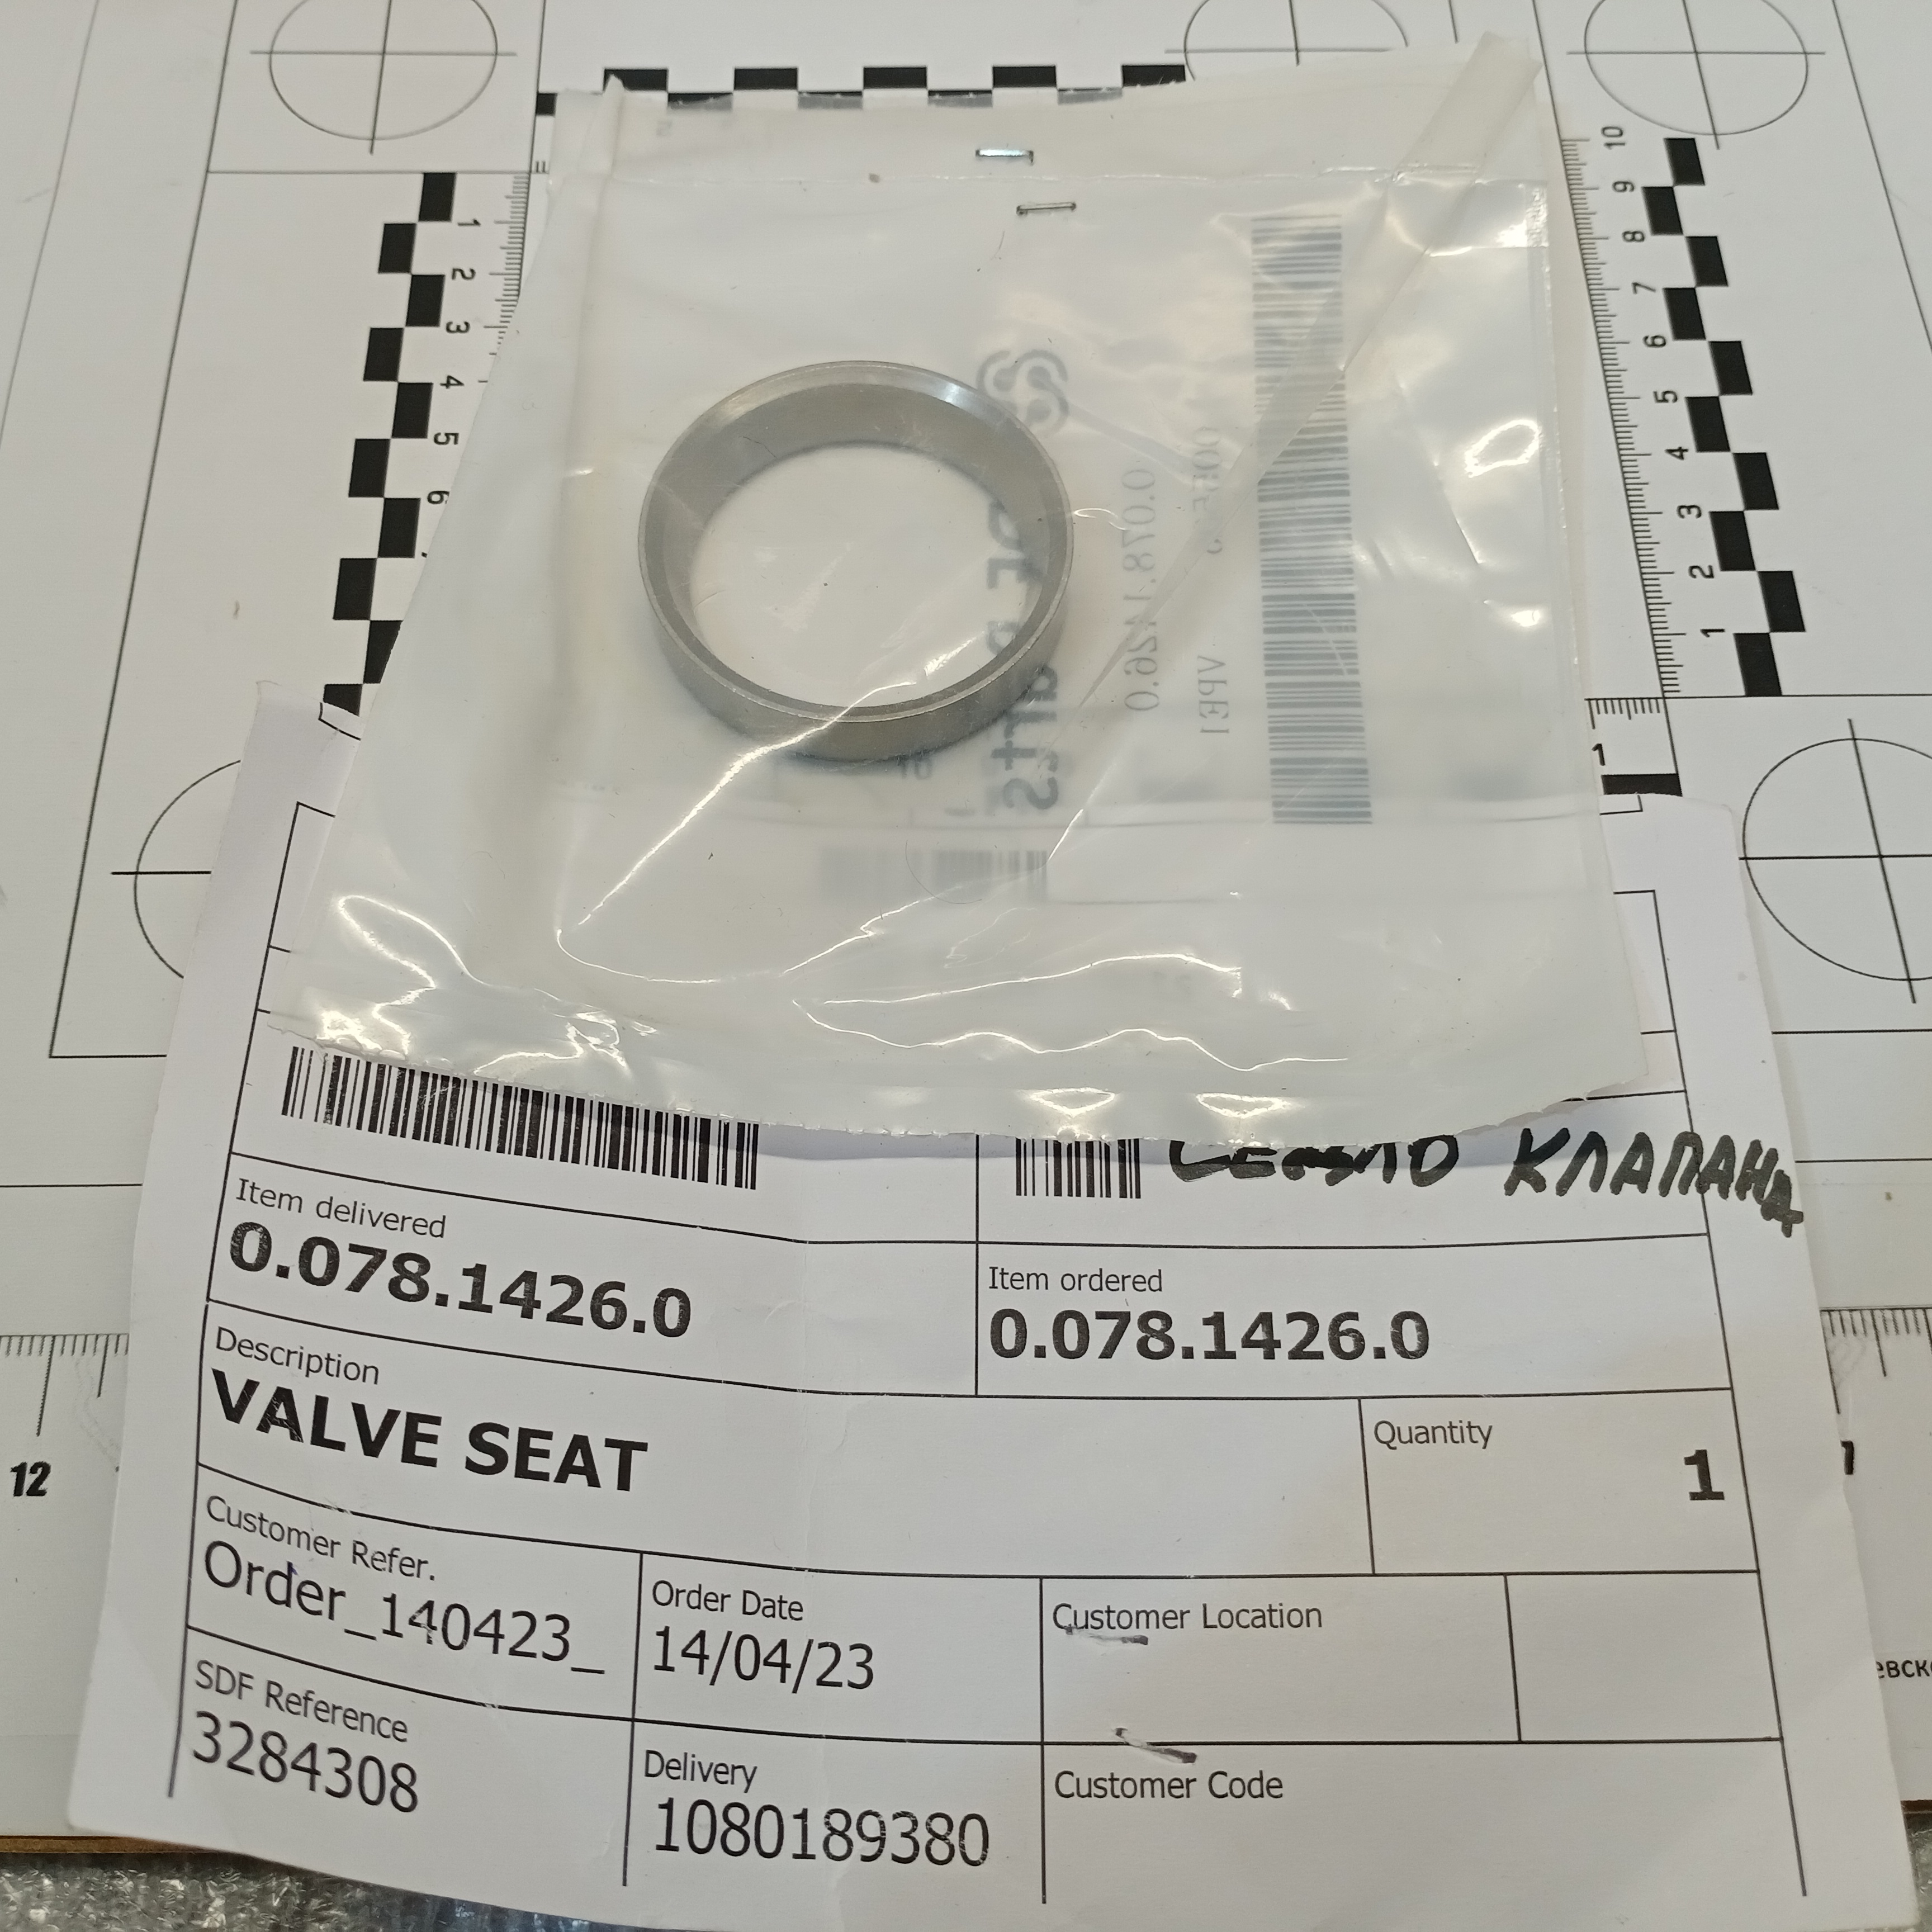 10
9
8
7
6
5
4
3
2
1
1
2
3
4
5
6
0.078.1426.0
1
КЛАПАНА
Item delivered
0.078.1426.0
Item ordered
0.078.1426.0
Description
VALVE SEAT
Quantity
1
Customer Refer.
Order_140423_
Order Date
14/04/23
Customer Location
SDF Reference
3284308
Delivery
1080189380
Customer Code
12